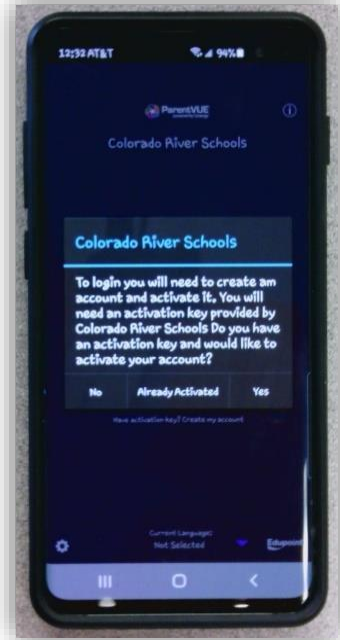 12:32 AT&T 94%
ParentVUE
Colorado River Schools
Colorado River Schools
To login you will need to create am
account and activate it, You will
need an activation key provided by
Colorado River Schools Do you have
an activation key and would like to
activate your account?
No Already Activated Yes
Have activation key? Create my account
Current Language:
Not Selected
Edupoint